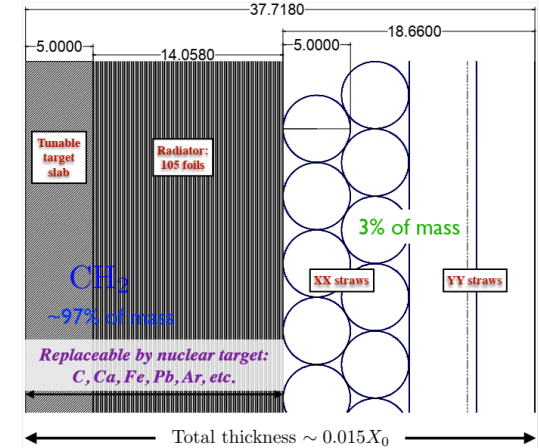 37.7180
18.6600
5.0000
14.0580
5.0000
Tunable
target
slab
Radiator:
105 foils
3% of mass
CH2
XX straws
YY straws
~97% of mass
Replaceable by nuclear target:
C, Ca, Fe, Pb, Ar, etc.
Total thickness ∼ 0.015X0